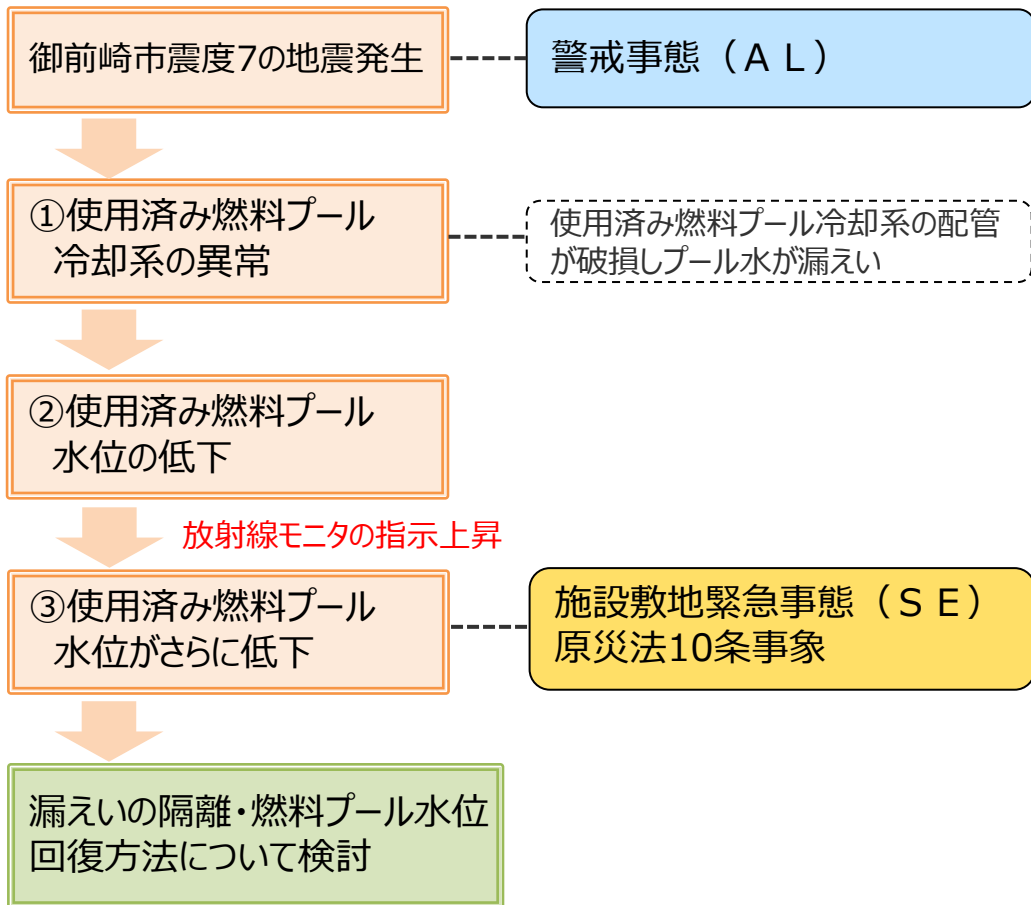 御前崎市震度7の地震発生
警戒事態（ＡＬ）
①使用済み燃料プール
冷却系の異常
使用済み燃料プール冷却系の配管
が破損しプール水が漏えい
②使用済み燃料プール
水位の低下
放射線モニタの指示上昇
③使用済み燃料プール
水位がさらに低下
施設敷地緊急事態（ＳＥ）
原災法10条事象
漏えいの隔離・燃料プール水位
回復方法について検討